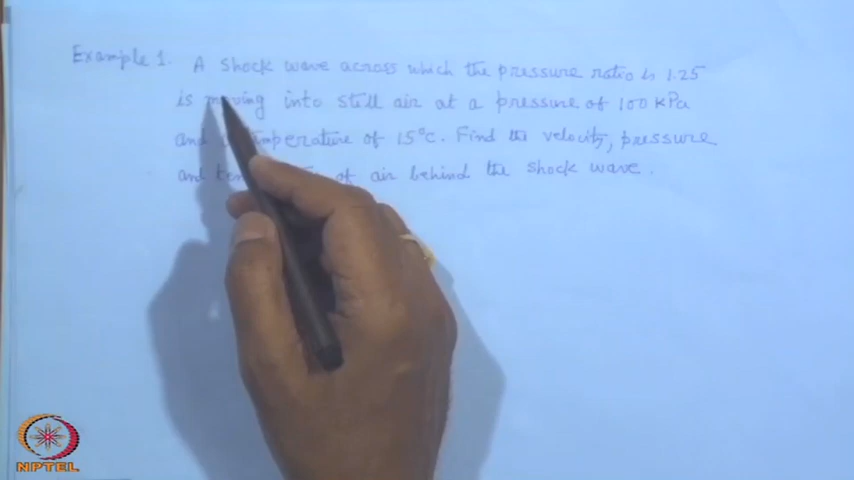 Example 1. A shock wave across which the pressure ratio is 1.25
is moving into still air at a pressure of 100 kPa
and temperature of 15°C. Find the velocity, pressure
and of air behind the shock wave.
NPTEL